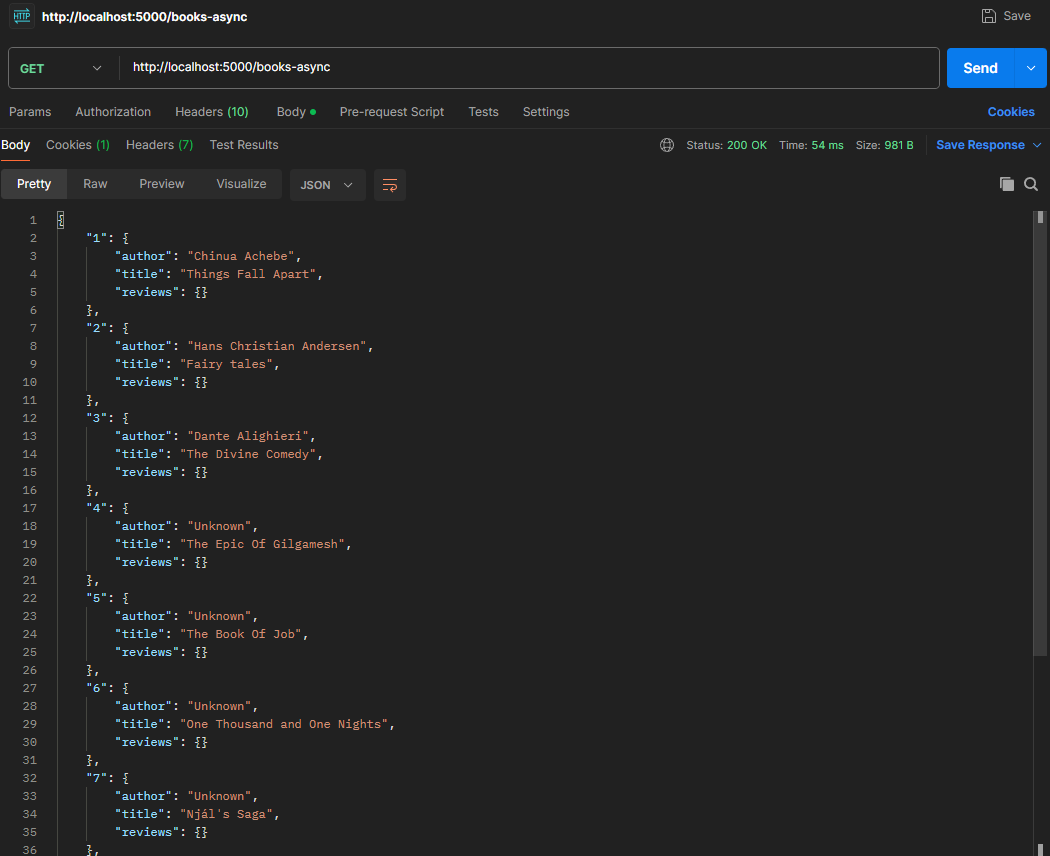 HTTP http://localhost:5000/books-async Save
GET http://localhost:5000/books-async Send
Params Authorization Headers (10) Body Pre-request Script Tests Settings Cookies
Body Cookies (1) Headers (7) Test Results Status: 200 OK Time: 54 ms Size: 981 B Save Response
Pretty Raw Preview Visualize JSON
1 {
2 "1": {
3 "author": "Chinua Achebe",
4 "title": "Things Fall Apart",
5 "reviews": {}
6 },
7 "2": {
8 "author": "Hans Christian Andersen",
9 "title": "Fairy tales",
10 "reviews": {}
11 },
12 "3": {
13 "author": "Dante Alighieri",
14 "title": "The Divine Comedy",
15 "reviews": {}
16 },
17 "4": {
18 "author": "Unknown",
19 "title": "The Epic Of Gilgamesh",
20 "reviews": {}
21 },
22 "5": {
23 "author": "Unknown",
24 "title": "The Book Of Job",
25 "reviews": {}
26 },
27 "6": {
28 "author": "Unknown",
29 "title": "One Thousand and One Nights",
30 "reviews": {}
31 },
32 "7": {
33 "author": "Unknown",
34 "title": "Njál's Saga",
35 "reviews": {}
36 },